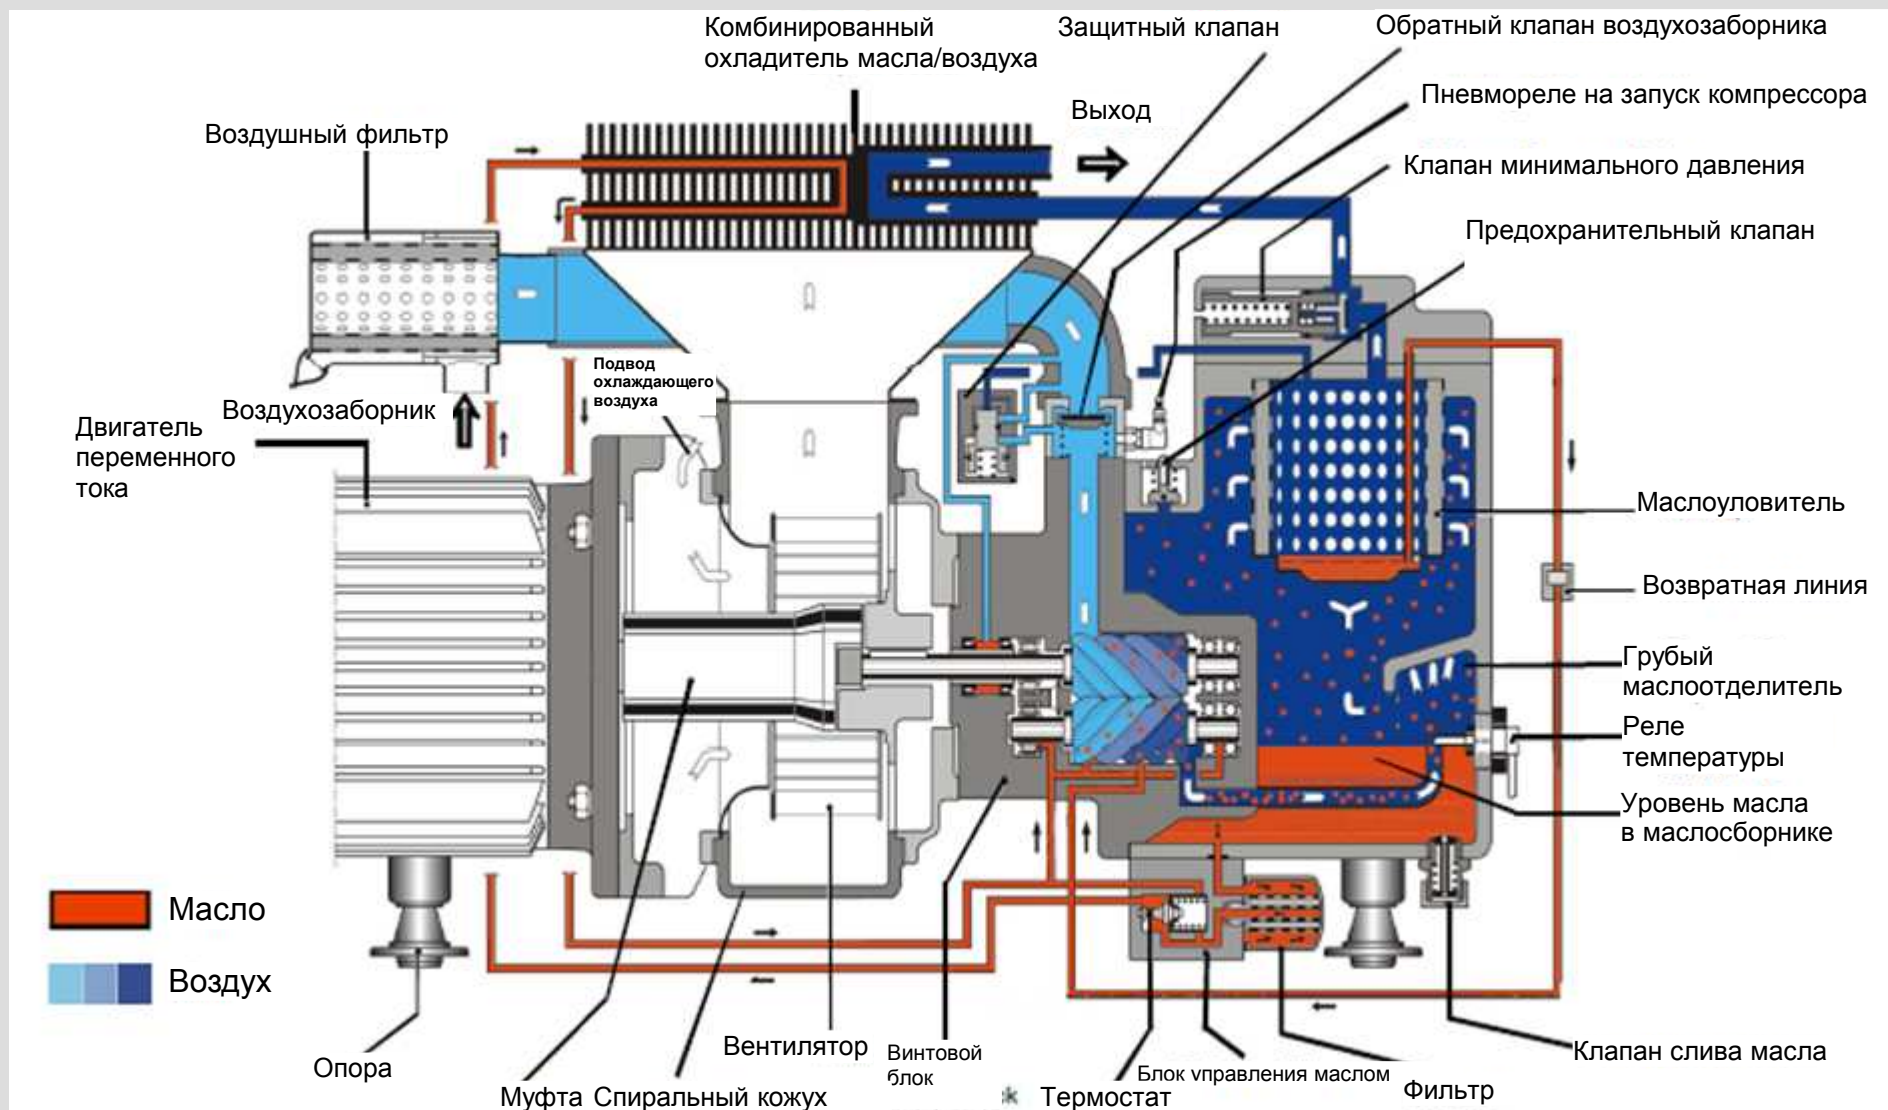 Комбинированный
охладитель масла/воздуха
Защитный клапан
Обратный клапан воздухозаборника
Выход
Пневмореле на запуск компрессора
Воздушный фильтр
Клапан минимального давления
Предохранительный клапан
Подвод
охлаждающего
воздуха
Воздухозаборник
Двигатель
переменного
тока
Маслоуловитель
Возвратная линия
Грубый
маслоотделитель
Реле
температуры
Уровень масла
в маслосборнике
Масло
Воздух
Опора
Муфта
Спиральный кожух
Вентилятор
Винтовой
блок
Термостат
Блок управления маслом
Фильтр
Клапан слива масла